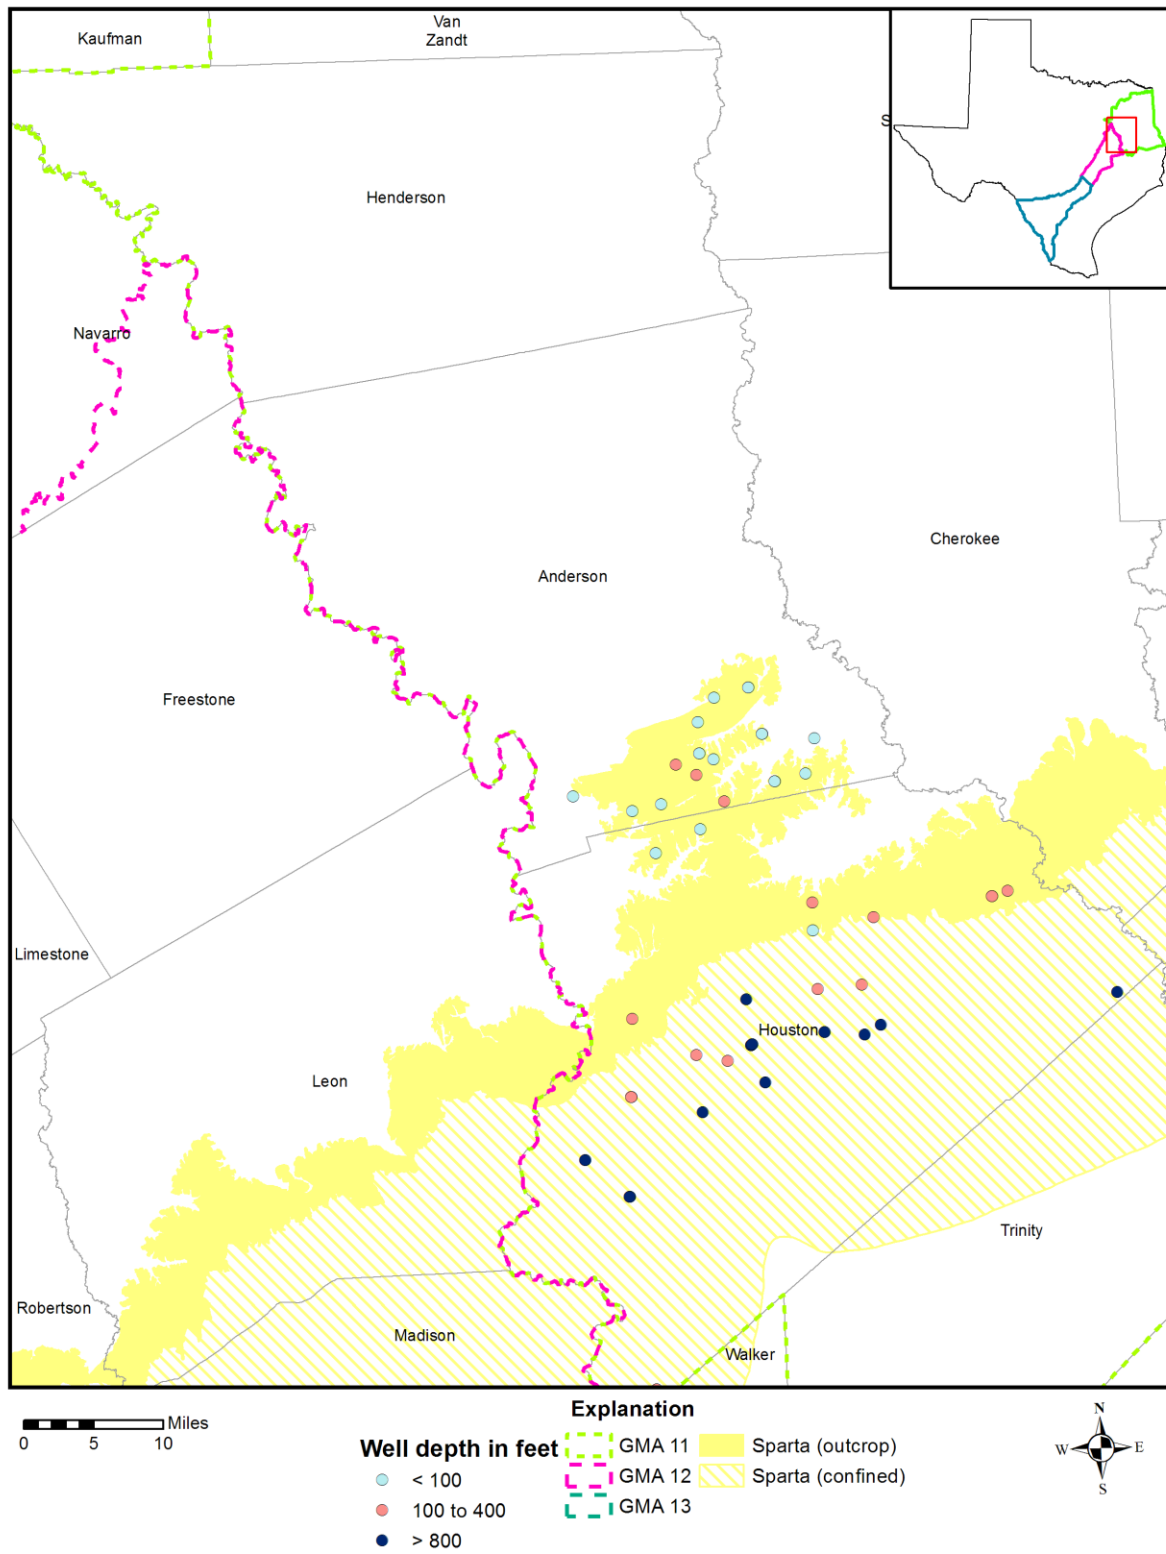 Kaufman
Van
Zandt
S
Henderson
Navarro
Cherokee
Anderson
Freestone
Limestone
Houston
Leon
Trinity
Robertson
Madison
Walker
Miles
0 5 10
Explanation
Well depth in feet
< 100
100 to 400
> 800
GMA 11
GMA 12
GMA 13
Sparta (outcrop)
Sparta (confined)
N
W E
S